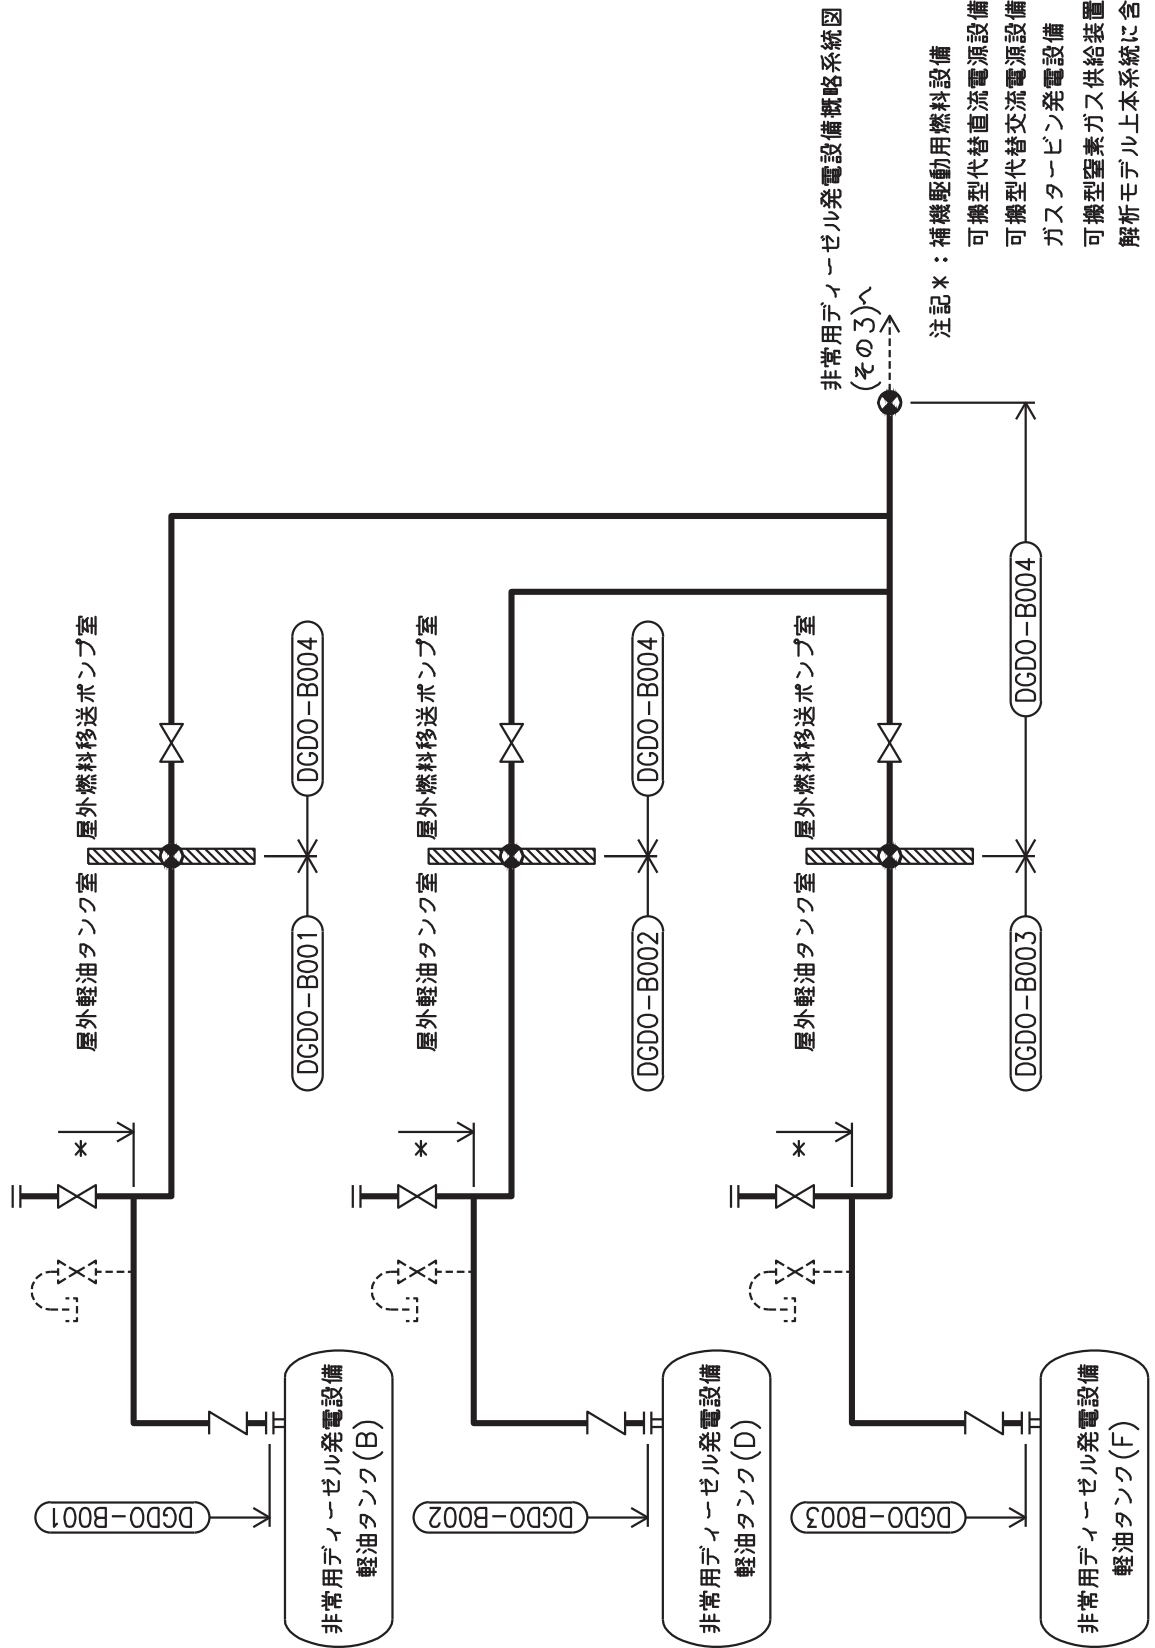 非常用ディーゼル発電設備
軽油タンク(B)
DGDO-B001
*
屋外軽油タンク室
屋外燃料移送ポンプ室
DGDO-B001
DGDO-B004
非常用ディーゼル発電設備
軽油タンク(D)
DGDO-B002
*
屋外軽油タンク室
屋外燃料移送ポンプ室
DGDO-B002
DGDO-B004
非常用ディーゼル発電設備
軽油タンク(F)
DGDO-B003
*
屋外軽油タンク室
屋外燃料移送ポンプ室
DGDO-B003
DGDO-B004
非常用ディーゼル発電設備概略系統図
(その3)へ
注記*:補機駆動用燃料設備
可搬型代替直流電源設備
可搬型代替交流電源設備
ガスタービン発電設備
可搬型窒素ガス供給装置
解析モデル上本系統に含